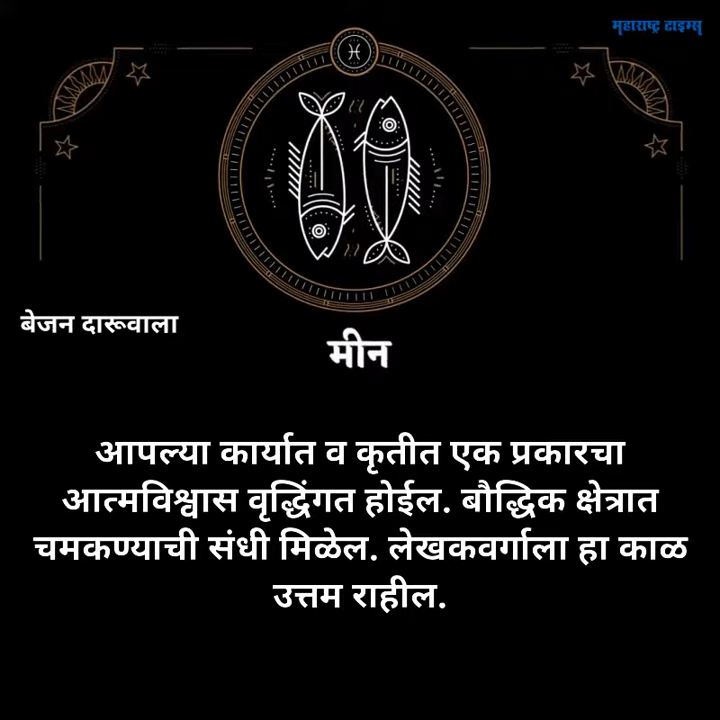 महाराष्ट्र टाइम्स्
बेजन दारूवाला
मीन
आपल्या कार्यात व कृतीत एक प्रकारचा
आत्मविश्वास वृद्धिंगत होईल. बौद्धिक क्षेत्रात
चमकण्याची संधी मिळेल. लेखकवर्गाला हा काळ
उत्तम राहील.